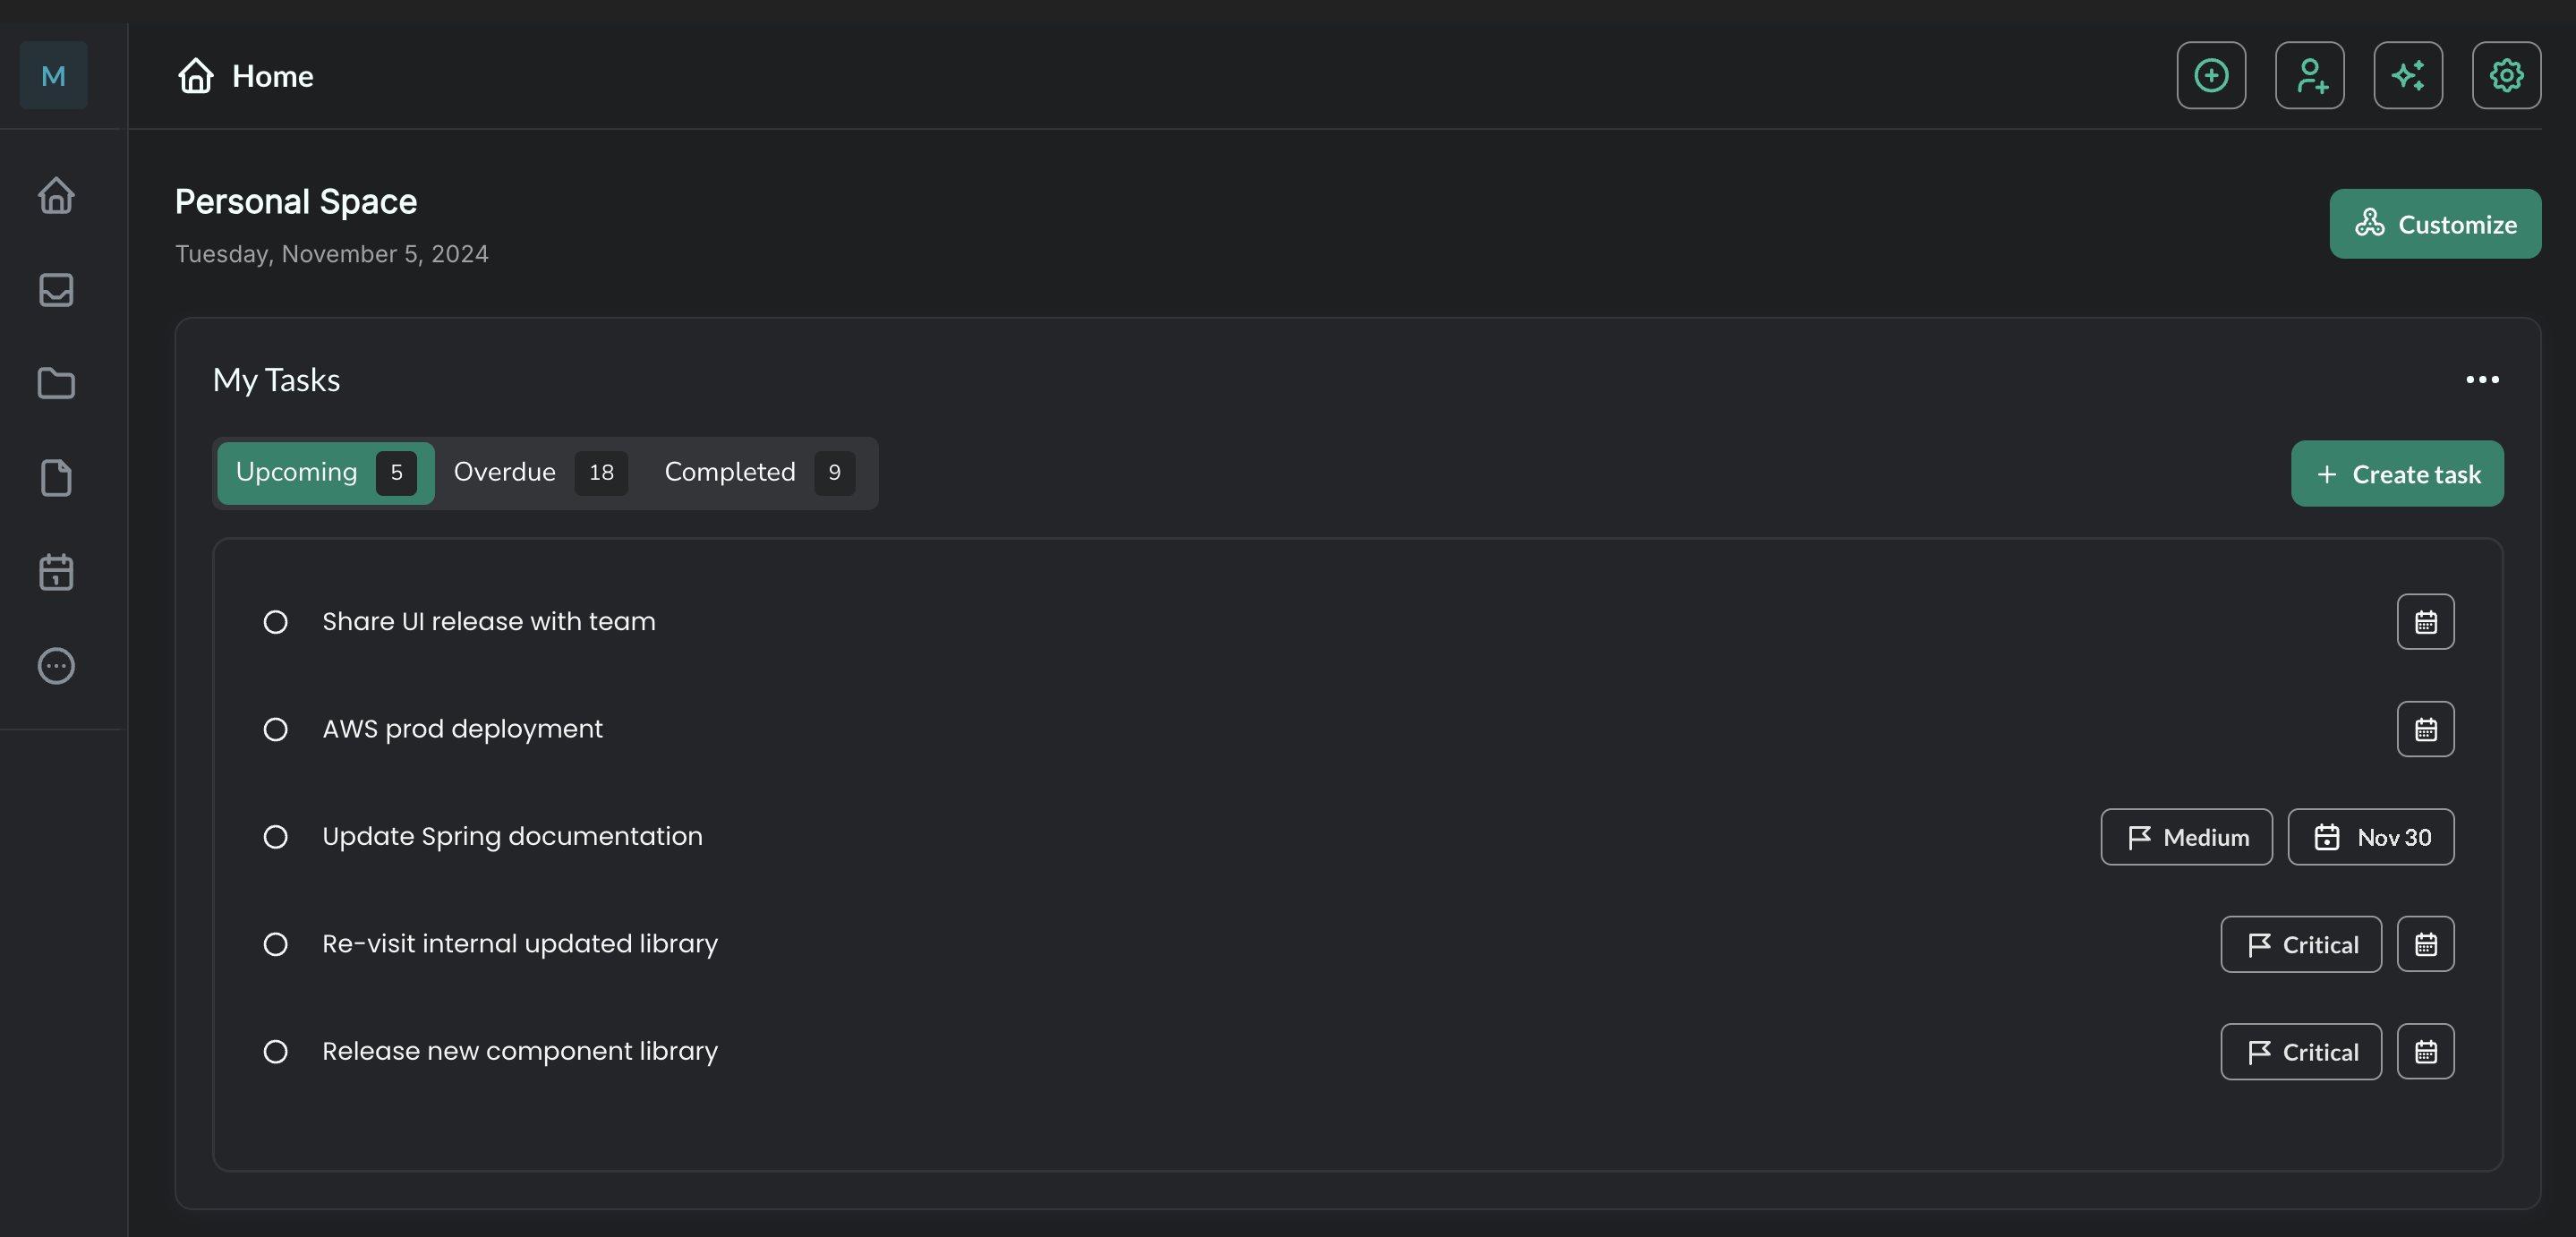 M
Home
Personal Space
Tuesday, November 5, 2024
Customize
My Tasks
Upcoming 5 Overdue 18 Completed 9
Create task
Share UI release with team
AWS prod deployment
Update Spring documentation Medium Nov 30
Re-visit internal updated library Critical
Release new component library Critical